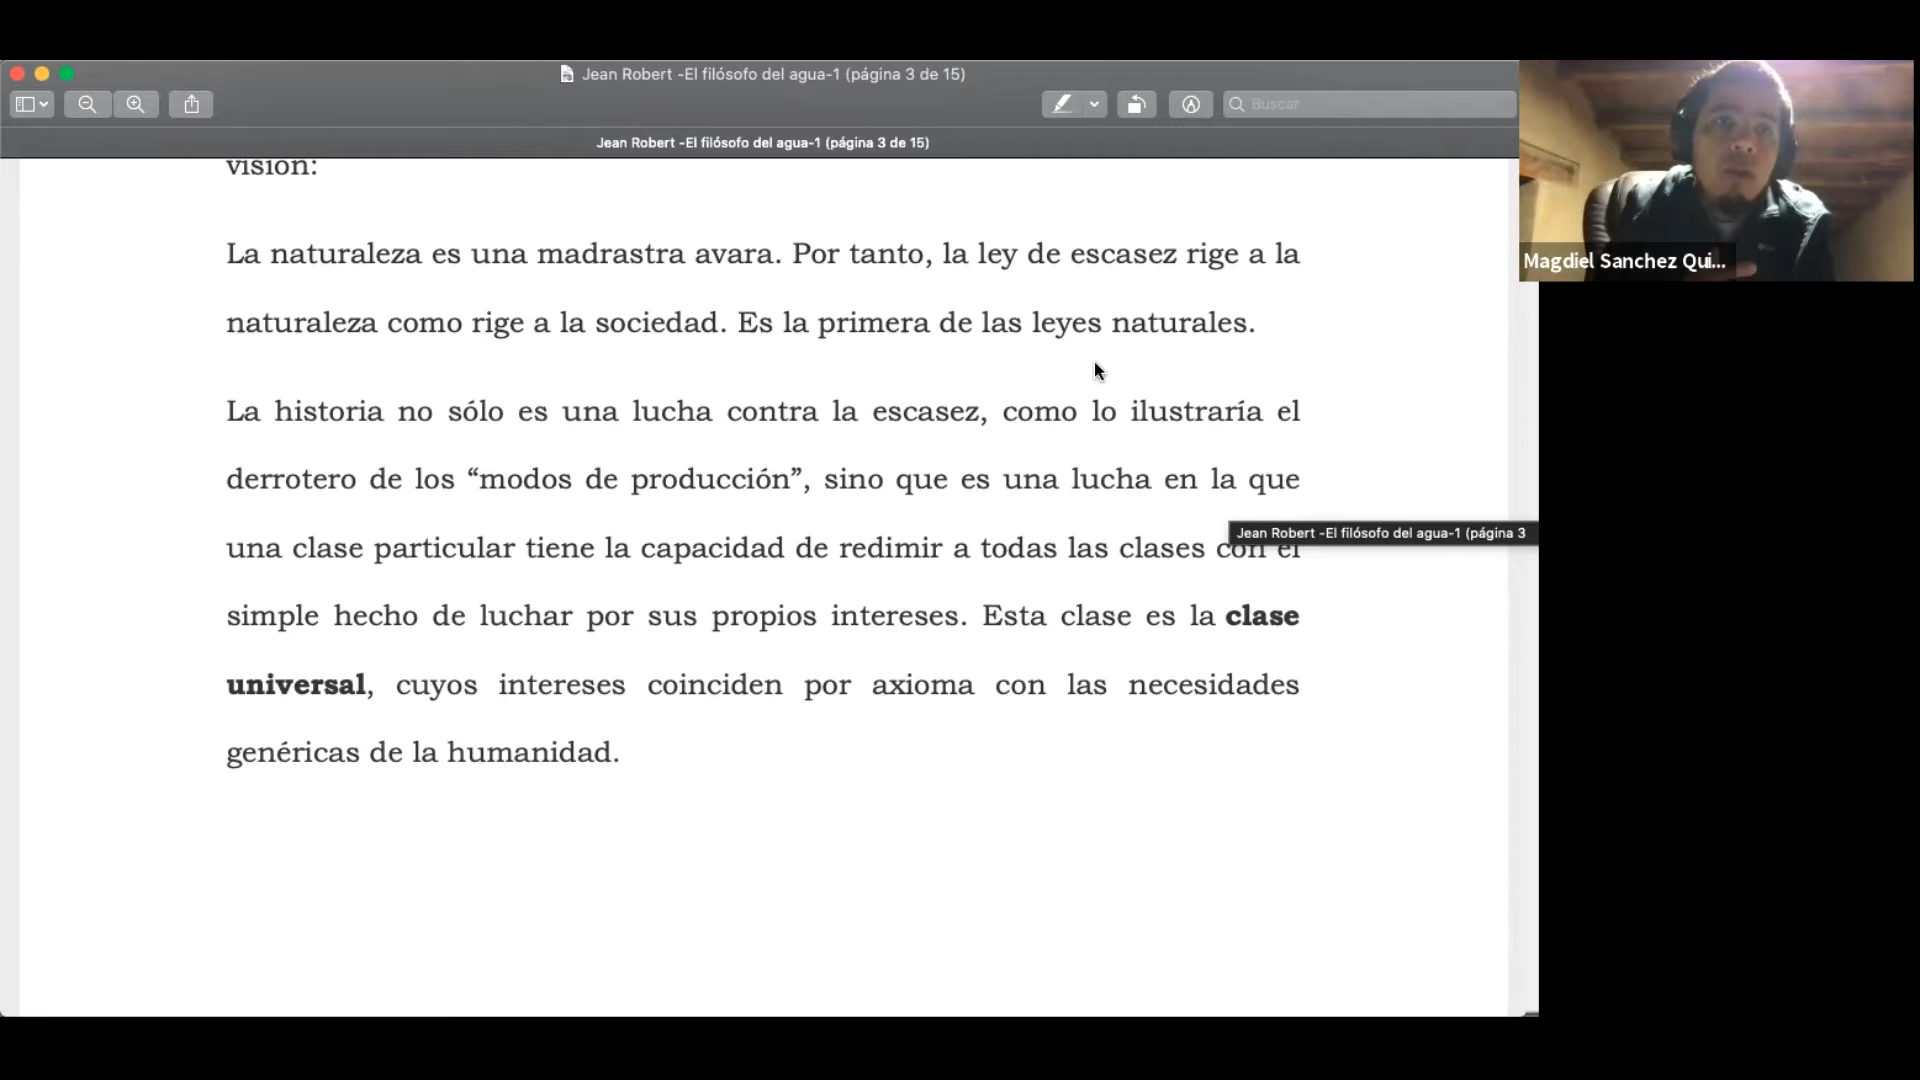 Jean Robert -El filósofo del agua-1 (página 3 de 15)
Buscar
Jean Robert -El filósofo del agua-1 (página 3 de 15)
visión:
La naturaleza es una madrastra avara. Por tanto, la ley de escasez rige a la
naturaleza como rige a la sociedad. Es la primera de las leyes naturales.
La historia no sólo es una lucha contra la escasez, como lo ilustraría el
derrotero de los “modos de producción”, sino que es una lucha en la que
una clase particular tiene la capacidad de redimir a todas las clases con el
simple hecho de luchar por sus propios intereses. Esta clase es la clase
universal, cuyos intereses coinciden por axioma con las necesidades
genéricas de la humanidad.
Jean Robert -El filósofo del agua-1 (página 3
Magdiel Sanchez Qui...